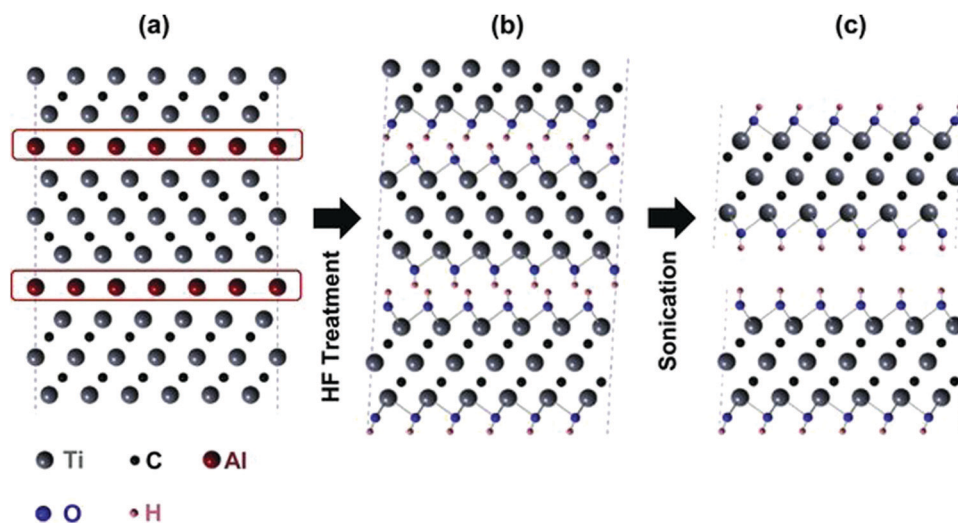 (a)
(b)
(c)
HF Treatment
Sonication
Ti
C
Al
O
H